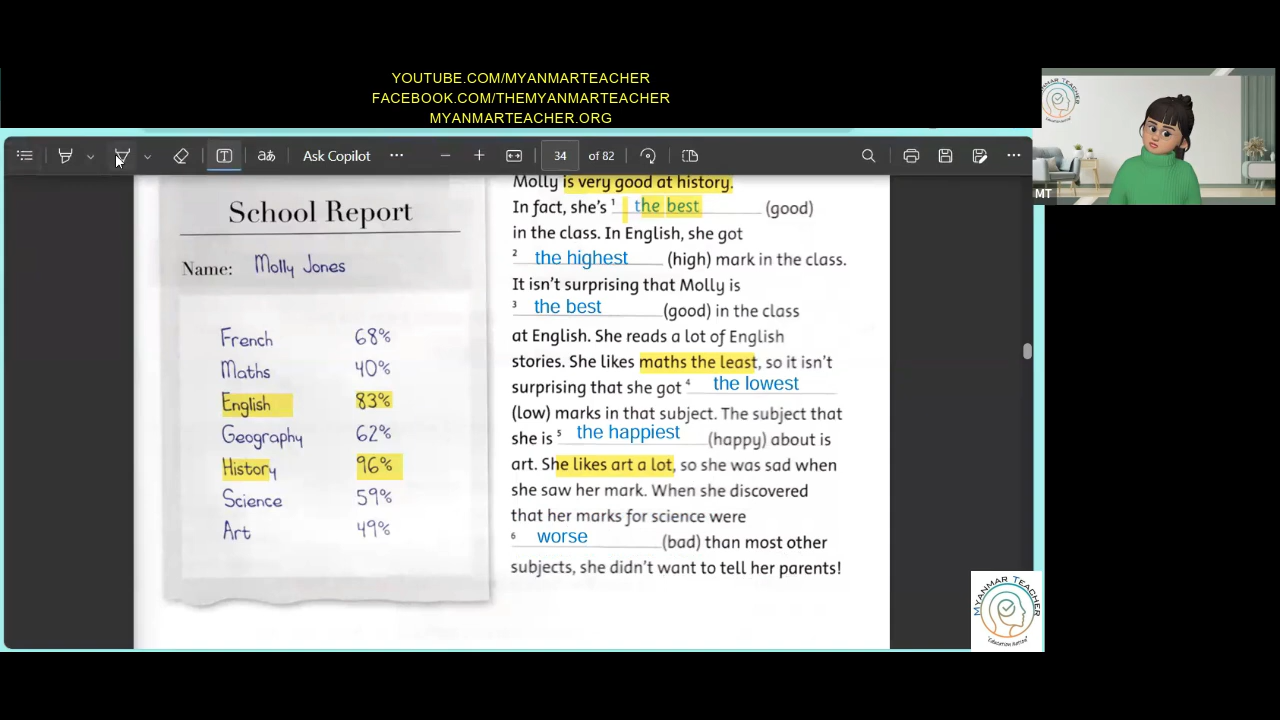 YOUTUBE.COM/MYANMARTEACHER
FACEBOOK.COM/THEMYANMARTEACHER
MYANMARTEACHER.ORG
Ask Copilot
34 of 82
MT
School Report
Name: Molly Jones
French 68%
Maths 40%
English 83%
Geography 62%
History 96%
Science 59%
Art 49%
Molly is very good at history.
In fact, she's 1 the best (good)
in the class. In English, she got
2 the highest (high) mark in the class.
It isn't surprising that Molly is
3 the best (good) in the class
at English. She reads a lot of English
stories. She likes maths the least, so it isn't
surprising that she got 4 the lowest
(low) marks in that subject. The subject that
she is 5 the happiest (happy) about is
art. She likes art a lot, so she was sad when
she saw her mark. When she discovered
that her marks for science were
6 worse (bad) than most other
subjects, she didn't want to tell her parents!
MYANMAR TEACHER